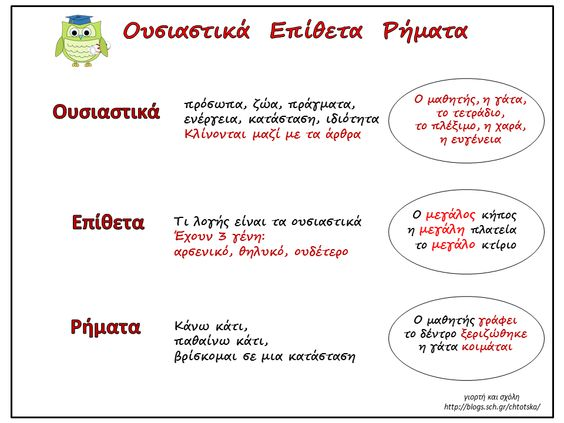 Ουσιαστικά Επίθετα Ρήματα
Ουσιαστικά
πρόσωπα, ζώα, πράγματα,
ενέργεια, κατάσταση, ιδιότητα
Κλίνονται μαζί με τα άρθρα
Ο μαθητής, η γάτα,
το τετράδιο,
το πλέξιμο, η χαρά,
η ευγένεια
Επίθετα
Τι λογής είναι τα ουσιαστικά
Έχουν 3 γένη:
αρσενικό, θηλυκό, ουδέτερο
Ο μεγάλος κήπος
η μεγάλη πλατεία
το μεγάλο κτίριο
Ρήματα
Κάνω κάτι,
παθαίνω κάτι,
βρίσκομαι σε μια κατάσταση
Ο μαθητής γράφει
το δέντρο ξεριζώθηκε
η γάτα κοιμάται
γιορτή και σχόλη
http://blogs.sch.gr/chtotska/